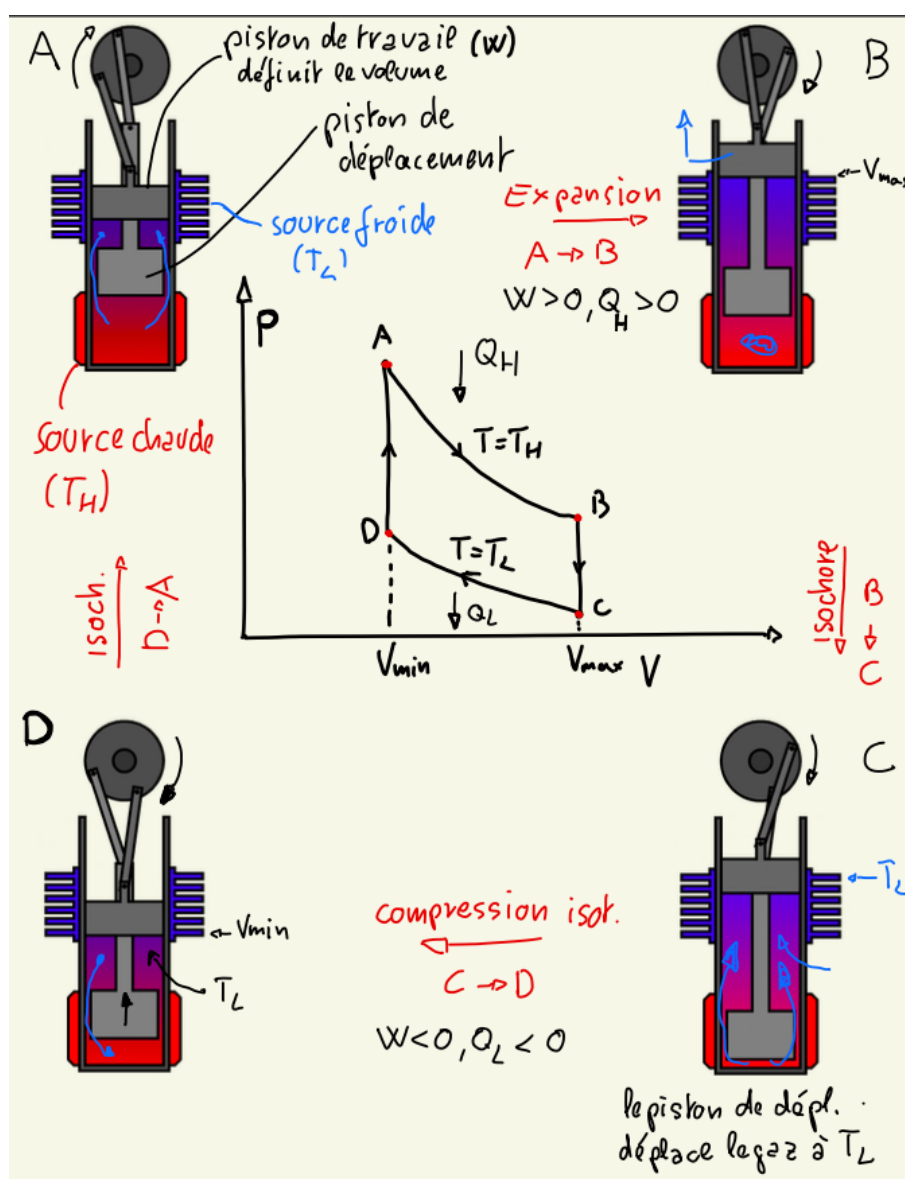 A
piston de travail (W)
définit le volume
piston de
déplacement
source froide
(T_L)
B
V_max
Expansion
A → B
W>0, Q_H>0
source chaude
(T_H)
P
A
Q_H
T=T_H
B
D
T=T_L
Q_L
C
V_min
V_max
V
isoch.
D→A
isochore
B
↓
C
D
V_min
T_L
compression isot.
C → D
W<0, Q_L<0
C
T_L
le piston de dépl.
déplace le gaz à T_L